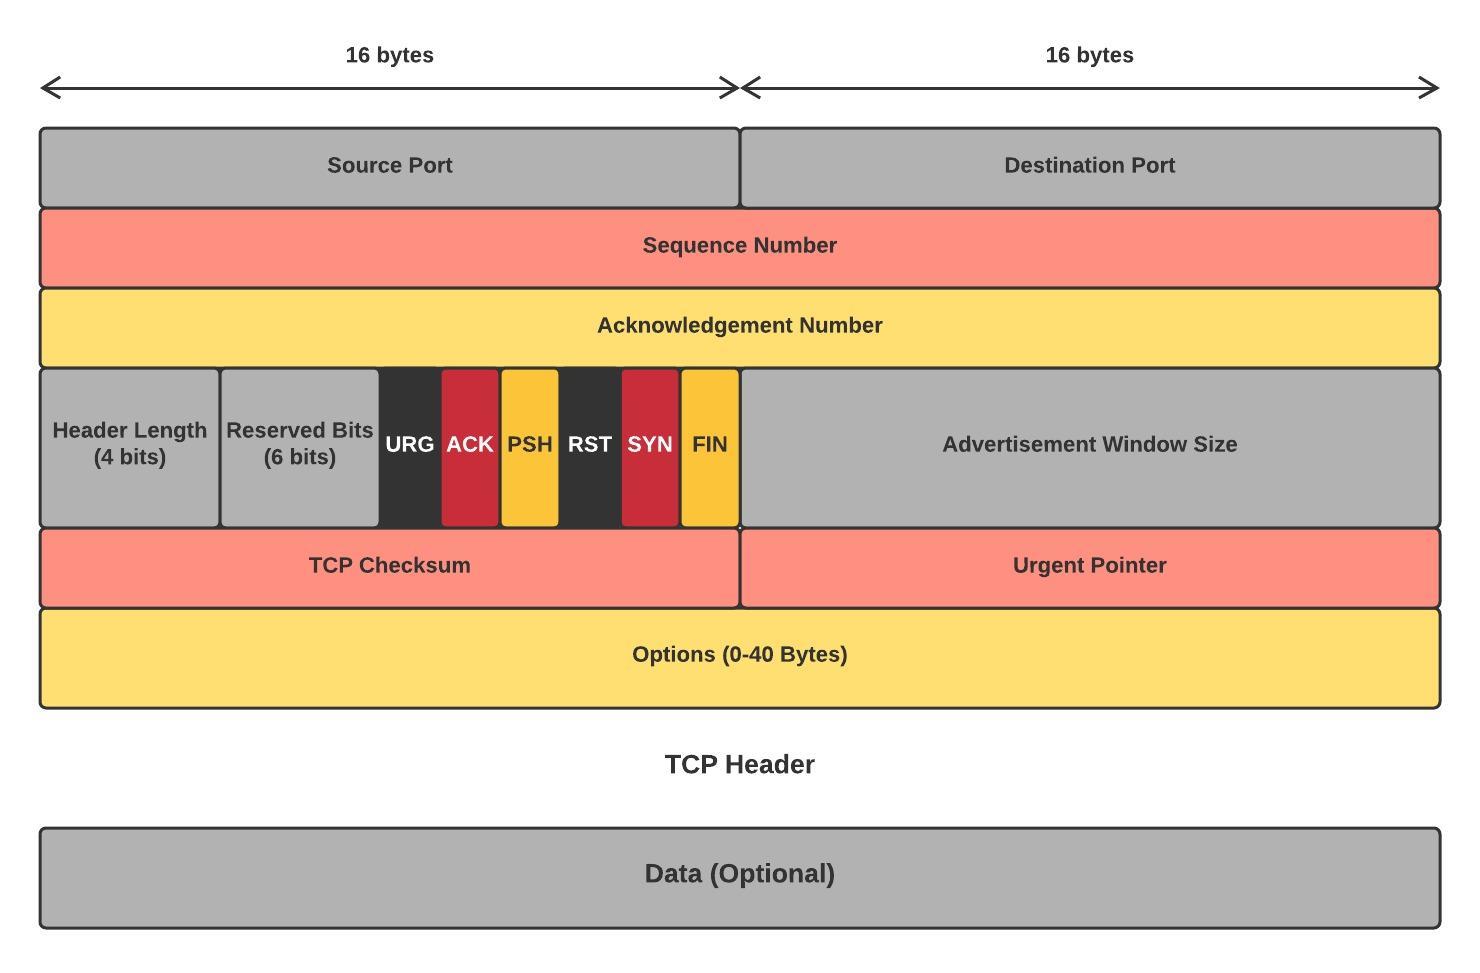 16 bytes 16 bytes
Source Port Destination Port
Sequence Number
Acknowledgement Number
Header Length
(4 bits)
Reserved Bits
(6 bits)
URG ACK PSH RST SYN FIN Advertisement Window Size
TCP Checksum Urgent Pointer
Options (0-40 Bytes)
TCP Header
Data (Optional)